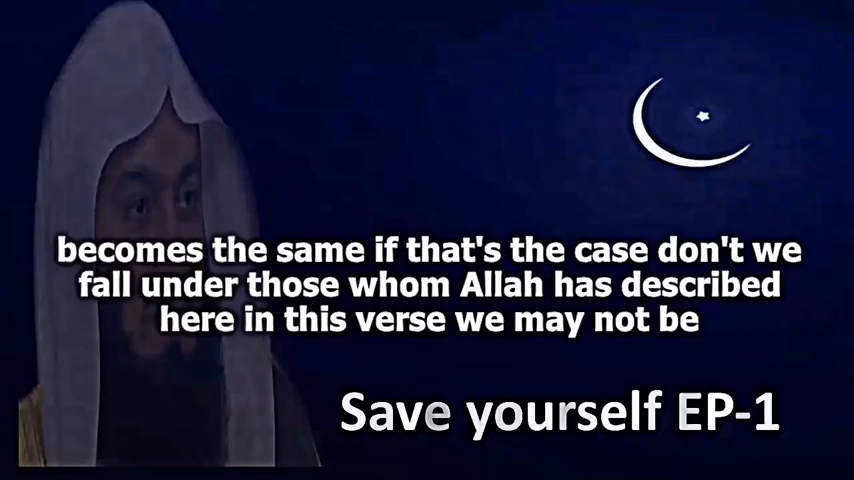 becomes the same if that's the case don't we
fall under those whom Allah has described
here in this verse we may not be
Save yourself EP-1